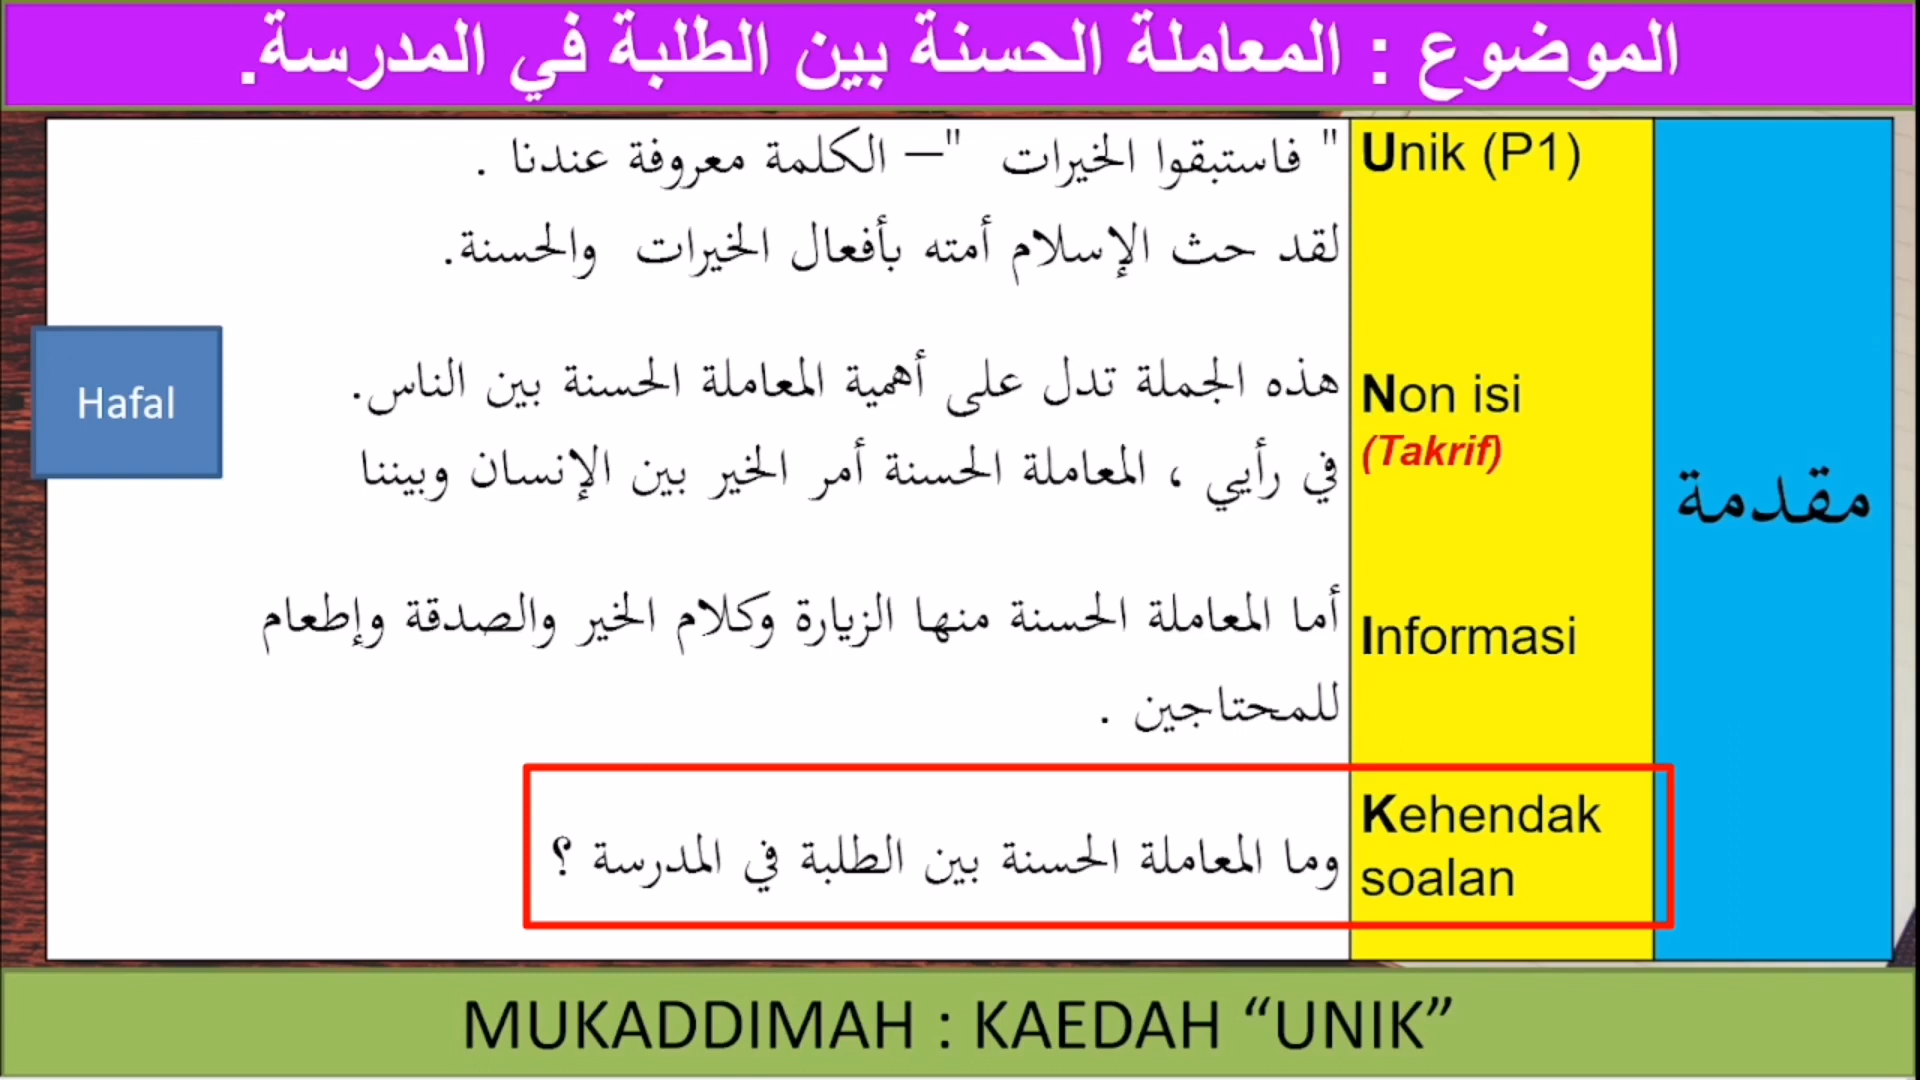 الموضوع : المعاملة الحسنة بين الطلبة في المدرسة.
مقدمة
Unik (P1)
" فاستبقوا الخيرات "– الكلمة معروفة عندنا .
لقد حث الإسلام أمته بأفعال الخيرات والحسنة.
Non isi
(Takrif)
هذه الجملة تدل على أهمية المعاملة الحسنة بين الناس.
في رأيي ، المعاملة الحسنة أمر الخير بين الإنسان وبيننا
Hafal
Informasi
أما المعاملة الحسنة منها الزيارة وكلام الخير والصدقة وإطعام
للمحتاجين .
Kehendak
soalan
وما المعاملة الحسنة بين الطلبة في المدرسة ؟
MUKADDIMAH : KAEDAH “UNIK”